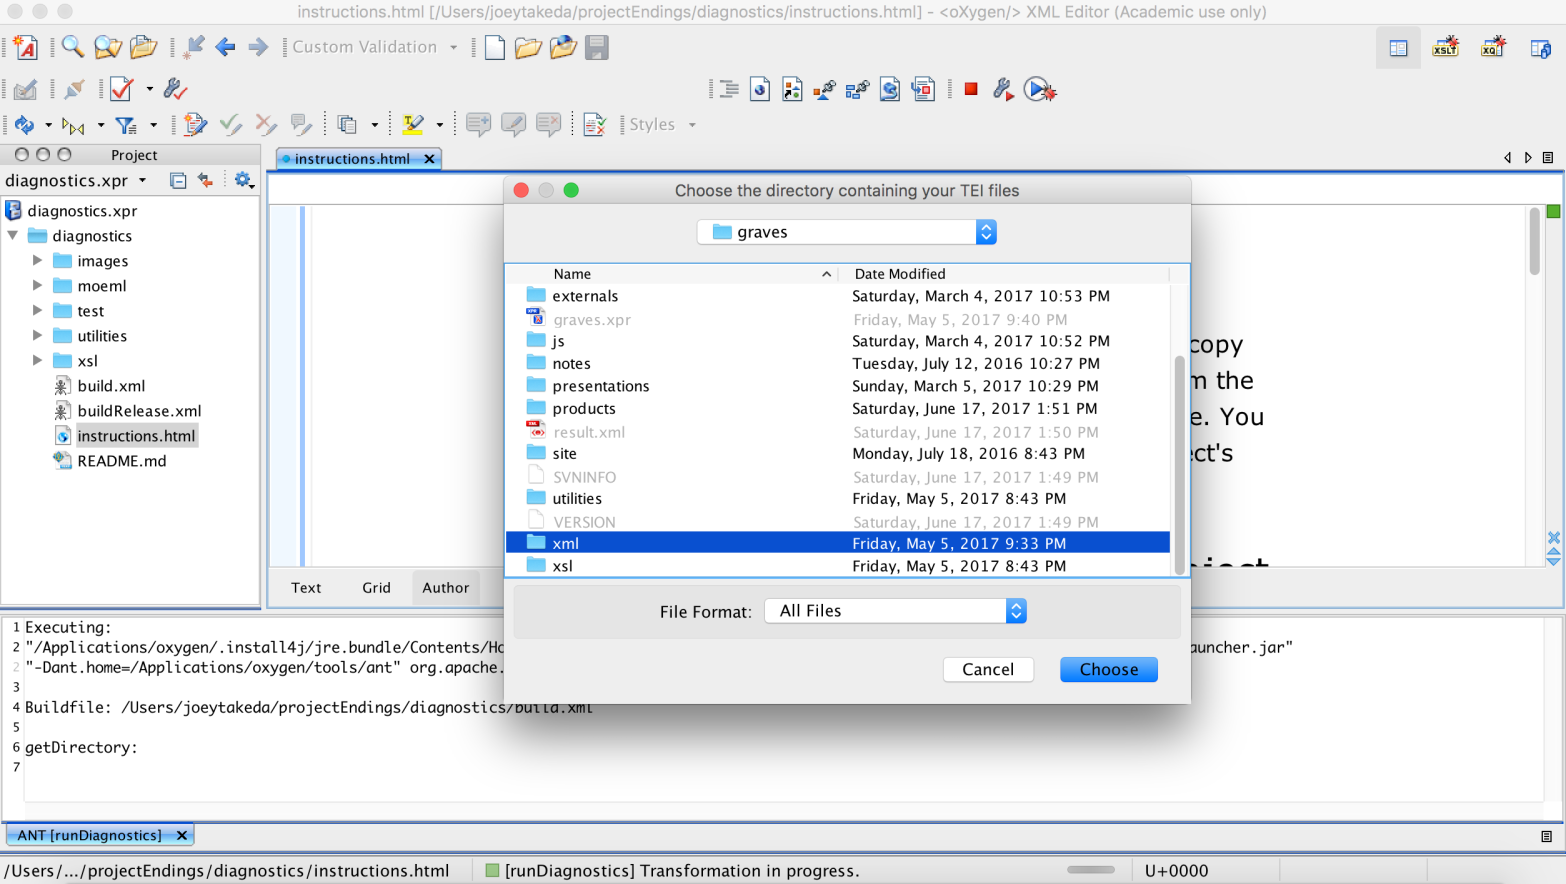 instructions.html [/Users/joeytakeda/projectEndings/diagnostics/instructions.html] - <oXygen/> XML Editor (Academic use only)
Custom Validation
XSLT
XQ
Styles
Project
instructions.html
diagnostics.xpr
diagnostics.xpr
diagnostics
images
moeml
test
utilities
xsl
build.xml
buildRelease.xml
instructions.html
README.md
Choose the directory containing your TEI files
graves
Name Date Modified
externals Saturday, March 4, 2017 10:53 PM
graves.xpr Friday, May 5, 2017 9:40 PM
js Saturday, March 4, 2017 10:52 PM
notes Tuesday, July 12, 2016 10:27 PM
presentations Sunday, March 5, 2017 10:29 PM
products Saturday, June 17, 2017 1:51 PM
result.xml Saturday, June 17, 2017 1:50 PM
site Monday, July 18, 2016 8:43 PM
SVNINFO Saturday, June 17, 2017 1:49 PM
utilities Friday, May 5, 2017 8:43 PM
VERSION Saturday, June 17, 2017 1:49 PM
xml Friday, May 5, 2017 9:33 PM
xsl Friday, May 5, 2017 8:43 PM
File Format: All Files
Cancel Choose
copy
the
e. You
ct's
Text Grid Author
1 Executing:
2 "/Applications/oxygen/.install4j/jre.bundle/Contents/Ho auncher.jar"
2 "-Dant.home=/Applications/oxygen/tools/ant" org.apache.
3
4 Buildfile: /Users/joeytakeda/projectEndings/diagnostics/build.xml
5
6 getDirectory:
7
ANT [runDiagnostics]
/Users/.../projectEndings/diagnostics/instructions.html [runDiagnostics] Transformation in progress. U+0000